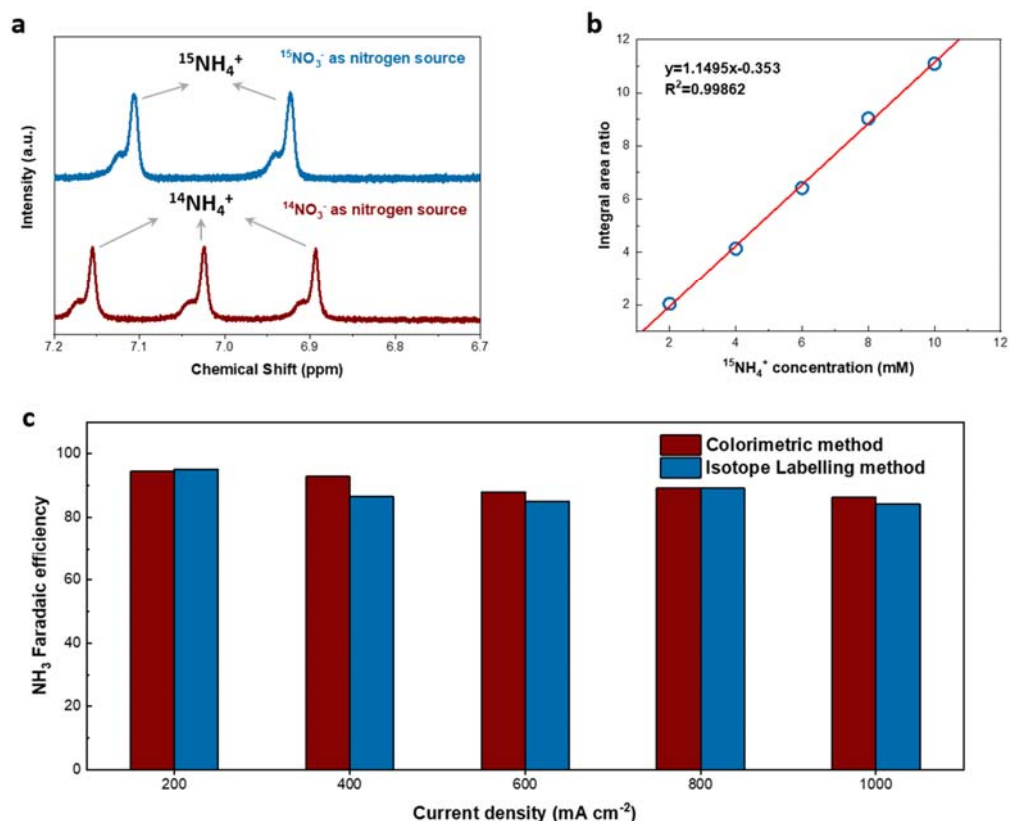 a
¹⁵NH₄⁺
¹⁵NO₃⁻ as nitrogen source
¹⁴NH₄⁺
¹⁴NO₃⁻ as nitrogen source
Intensity (a.u.)
7.2 7.1 7.0 6.9 6.8 6.7
Chemical Shift (ppm)
b
y=1.1495x-0.353
R²=0.99862
Integral area ratio
12
10
8
6
4
2
2 4 6 8 10 12
¹⁵NH₄⁺ concentration (mM)
c
Colorimetric method
Isotope Labelling method
NH₃ Faradaic efficiency
100
80
60
40
20
0
200 400 600 800 1000
Current density (mA cm⁻²)